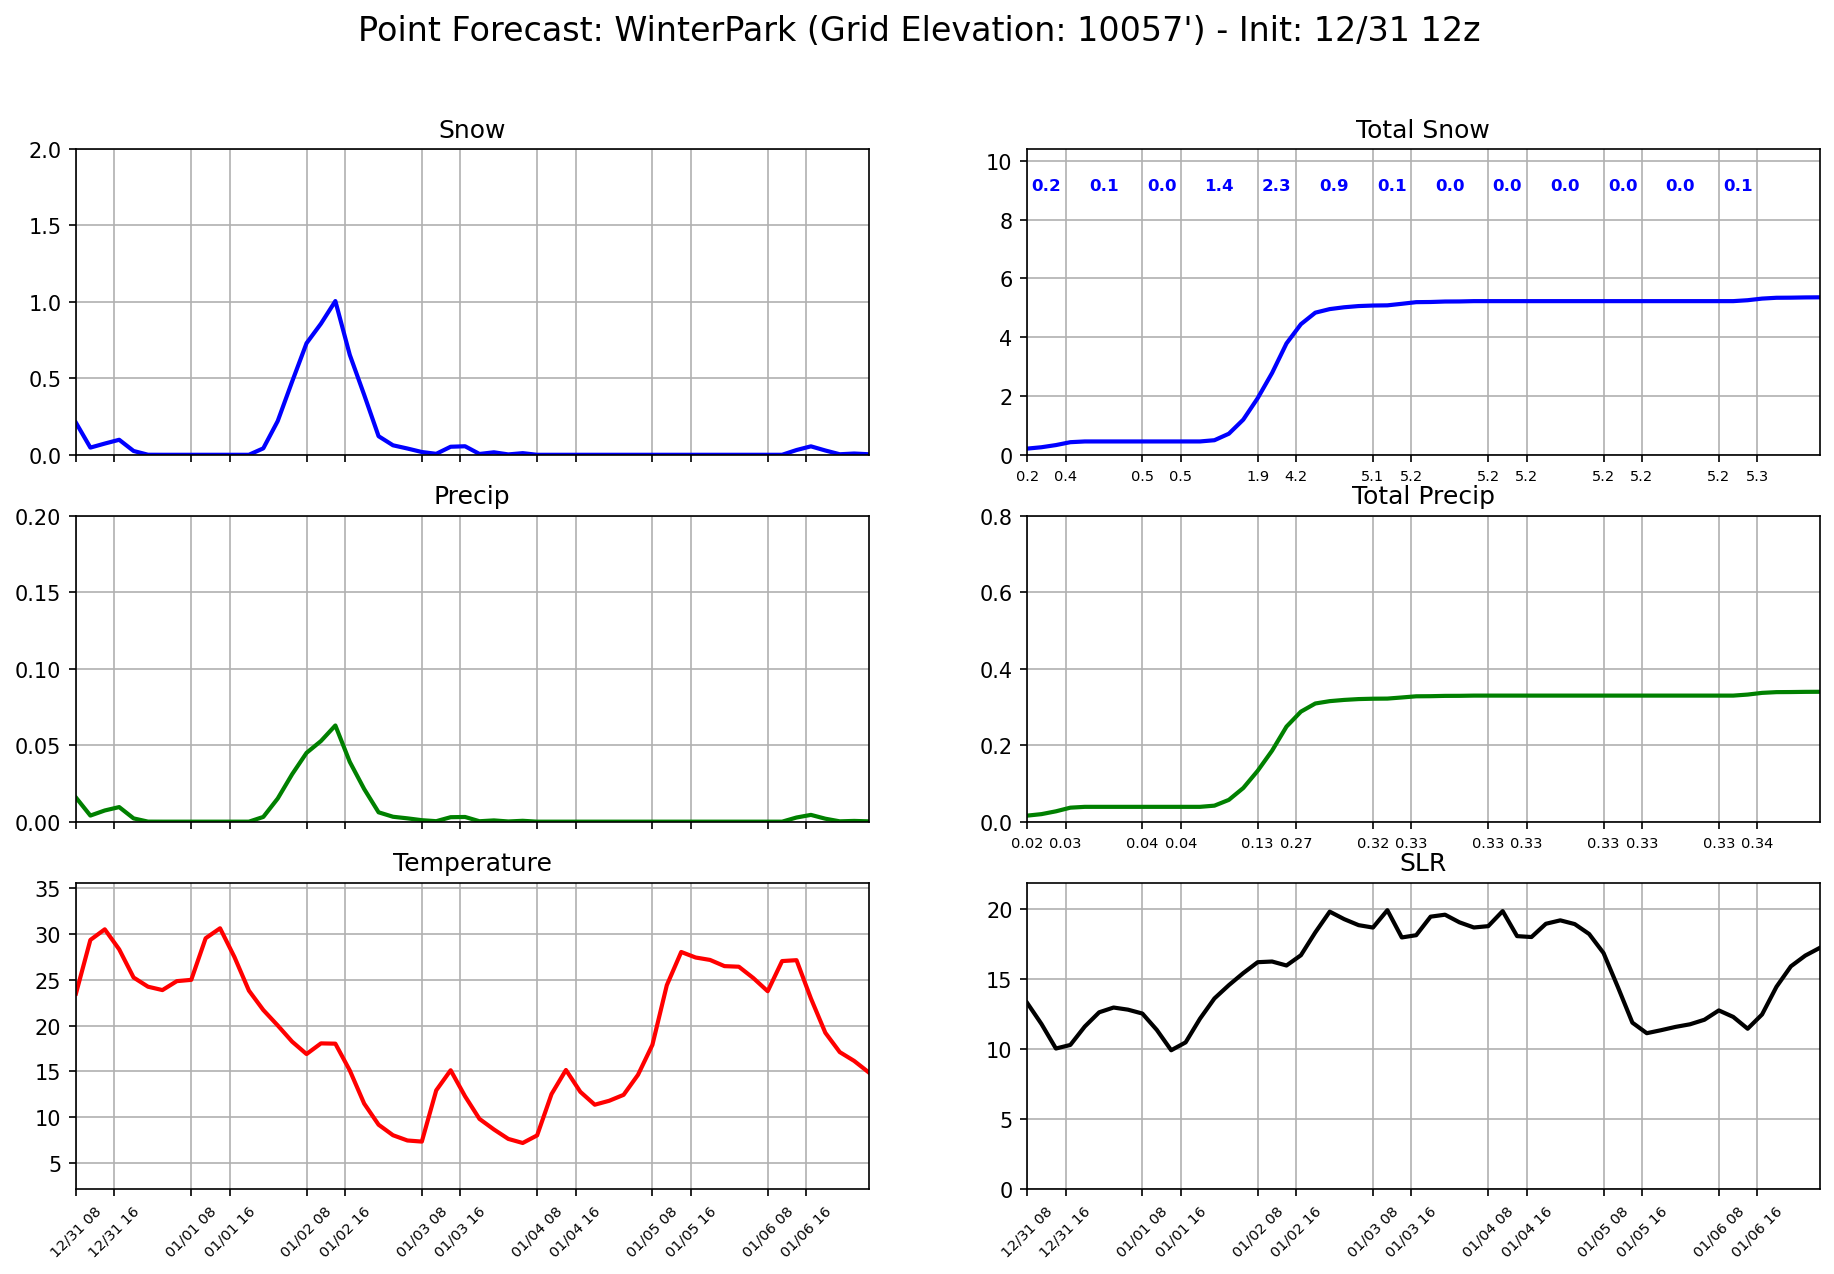 Point Forecast: WinterPark (Grid Elevation: 10057') - Init: 12/31 12z
Snow
2.0
1.5
1.0
0.5
0.0
Total Snow
10
8
6
4
2
0
0.2 0.1 0.0 1.4 2.3 0.9 0.1 0.0 0.0 0.0 0.0 0.0 0.1
0.2 0.4 0.5 0.5 1.9 4.2 5.1 5.2 5.2 5.2 5.2 5.2 5.2 5.3
Precip
0.20
0.15
0.10
0.05
0.00
Total Precip
0.8
0.6
0.4
0.2
0.0
0.02 0.03 0.04 0.04 0.13 0.27 0.32 0.33 0.33 0.33 0.33 0.33 0.33 0.34
Temperature
35
30
25
20
15
10
5
12/31 08 12/31 16 01/01 08 01/01 16 01/02 08 01/02 16 01/03 08 01/03 16 01/04 08 01/04 16 01/05 08 01/05 16 01/06 08 01/06 16
SLR
20
15
10
5
0
12/31 08 12/31 16 01/01 08 01/01 16 01/02 08 01/02 16 01/03 08 01/03 16 01/04 08 01/04 16 01/05 08 01/05 16 01/06 08 01/06 16